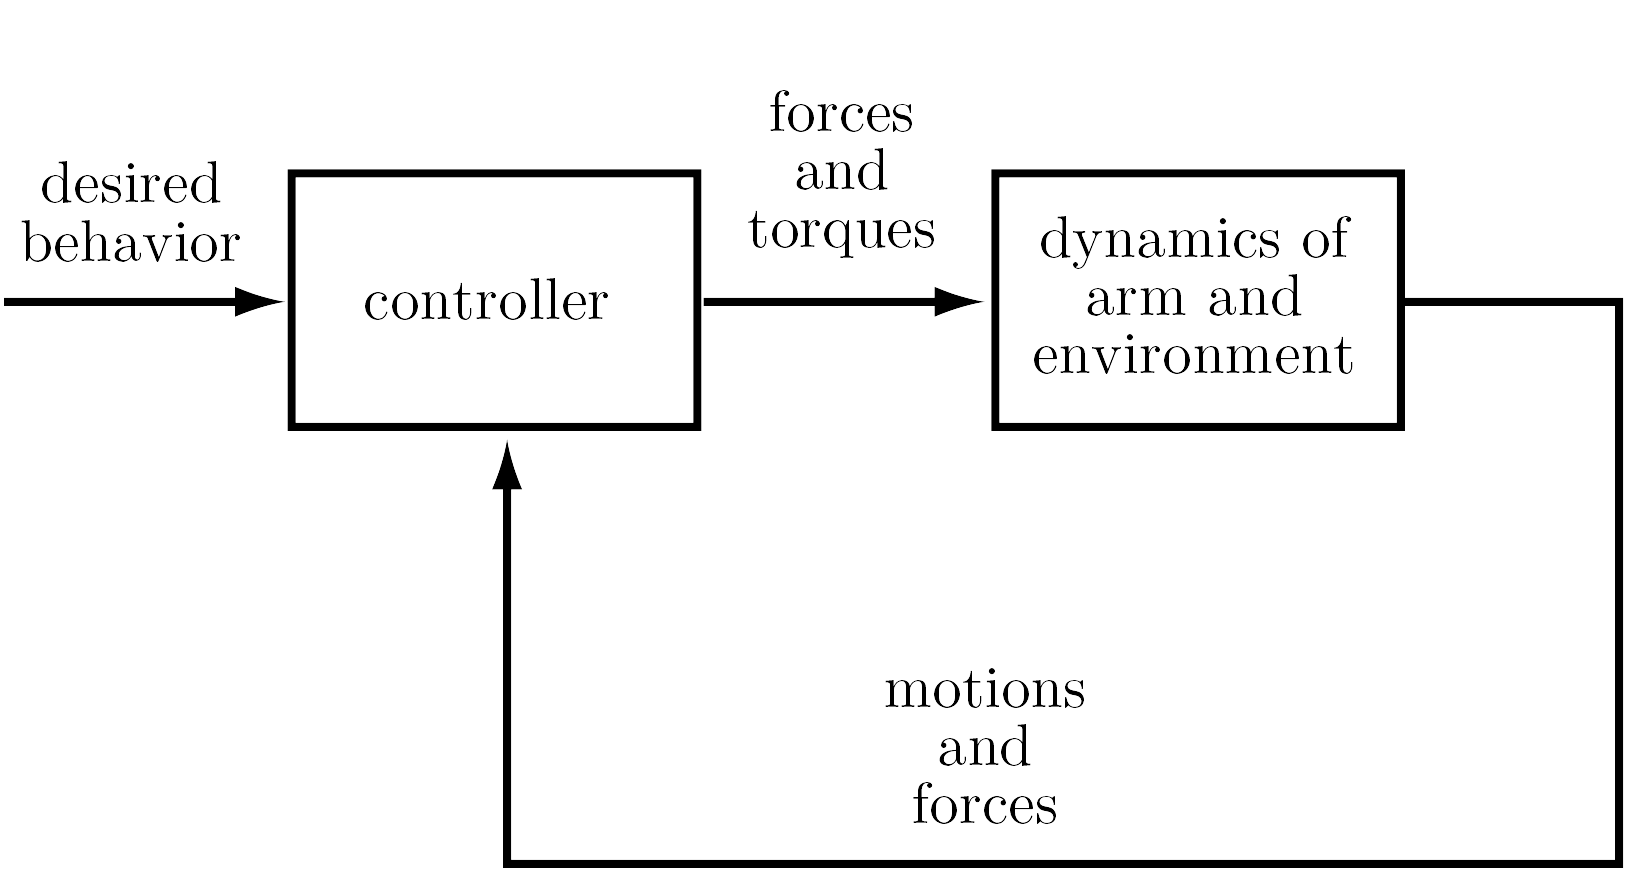 desired
behavior
controller
forces
and
torques
dynamics of
arm and
environment
motions
and
forces